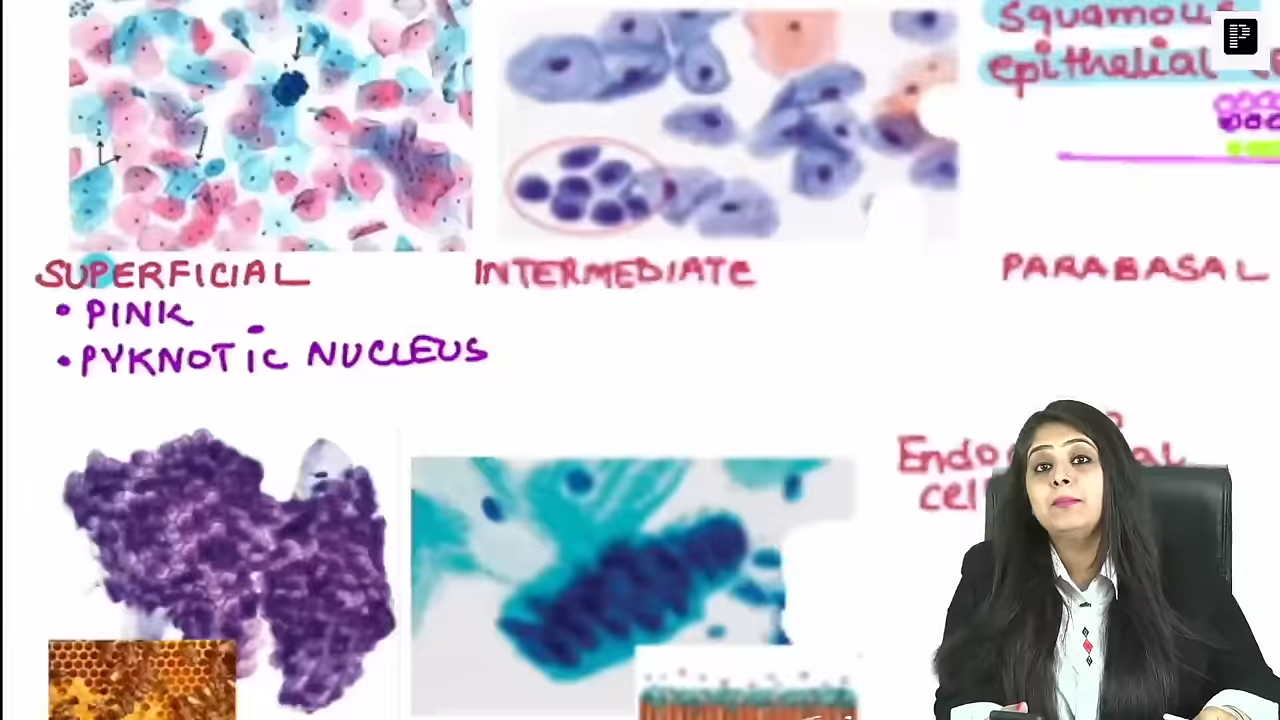 Squamous
epithelial
SUPERFICIAL
INTERMEDIATE
PARABASAL
• PINK
• PYKNOTIC NUCLEUS